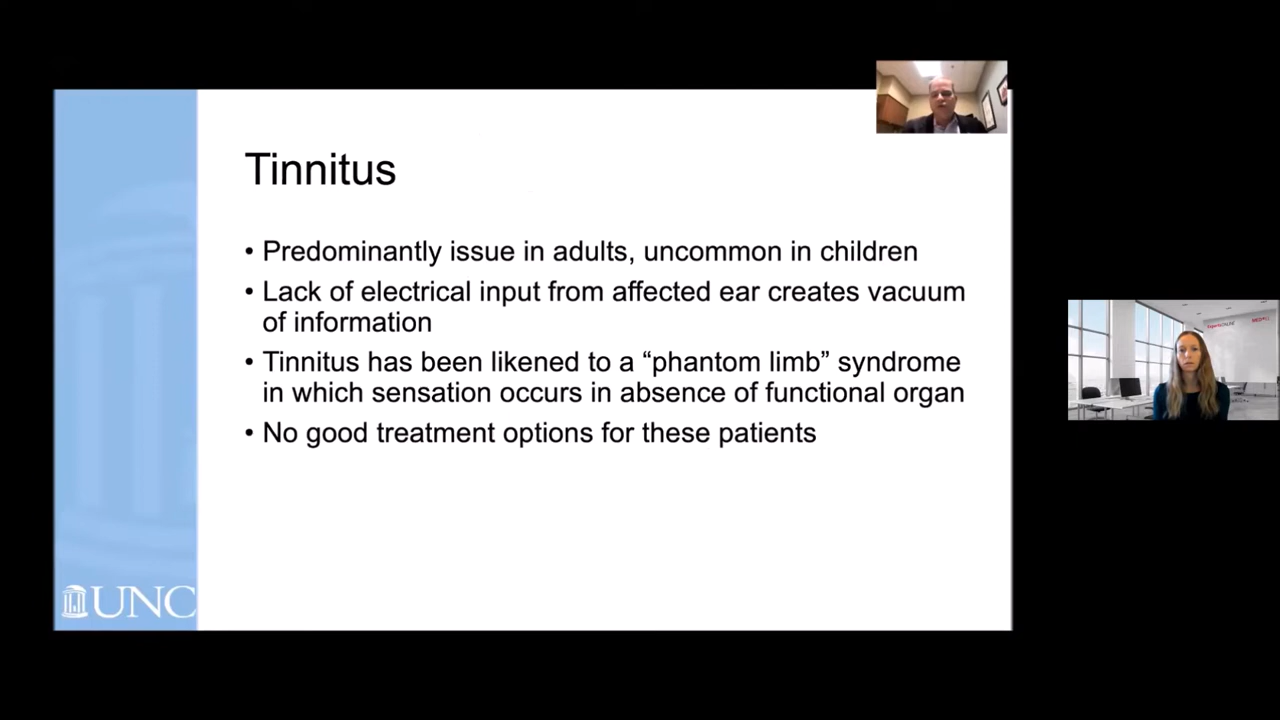 Tinnitus
• Predominantly issue in adults, uncommon in children
• Lack of electrical input from affected ear creates vacuum
of information
• Tinnitus has been likened to a “phantom limb” syndrome
in which sensation occurs in absence of functional organ
• No good treatment options for these patients
UNC